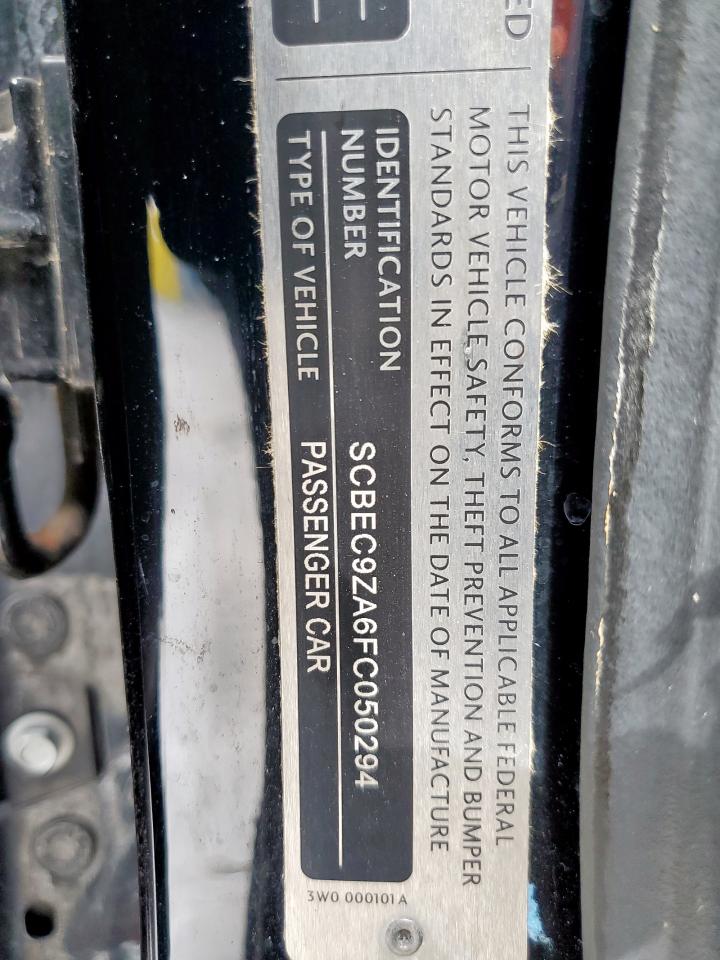 ED
THIS VEHICLE CONFORMS TO ALL APPLICABLE FEDERAL
MOTOR VEHICLE SAFETY, THEFT PREVENTION AND BUMPER
STANDARDS IN EFFECT ON THE DATE OF MANUFACTURE
IDENTIFICATION
NUMBER SCBEC9ZA6FC050294
TYPE OF VEHICLE PASSENGER CAR
3W0 000101 A